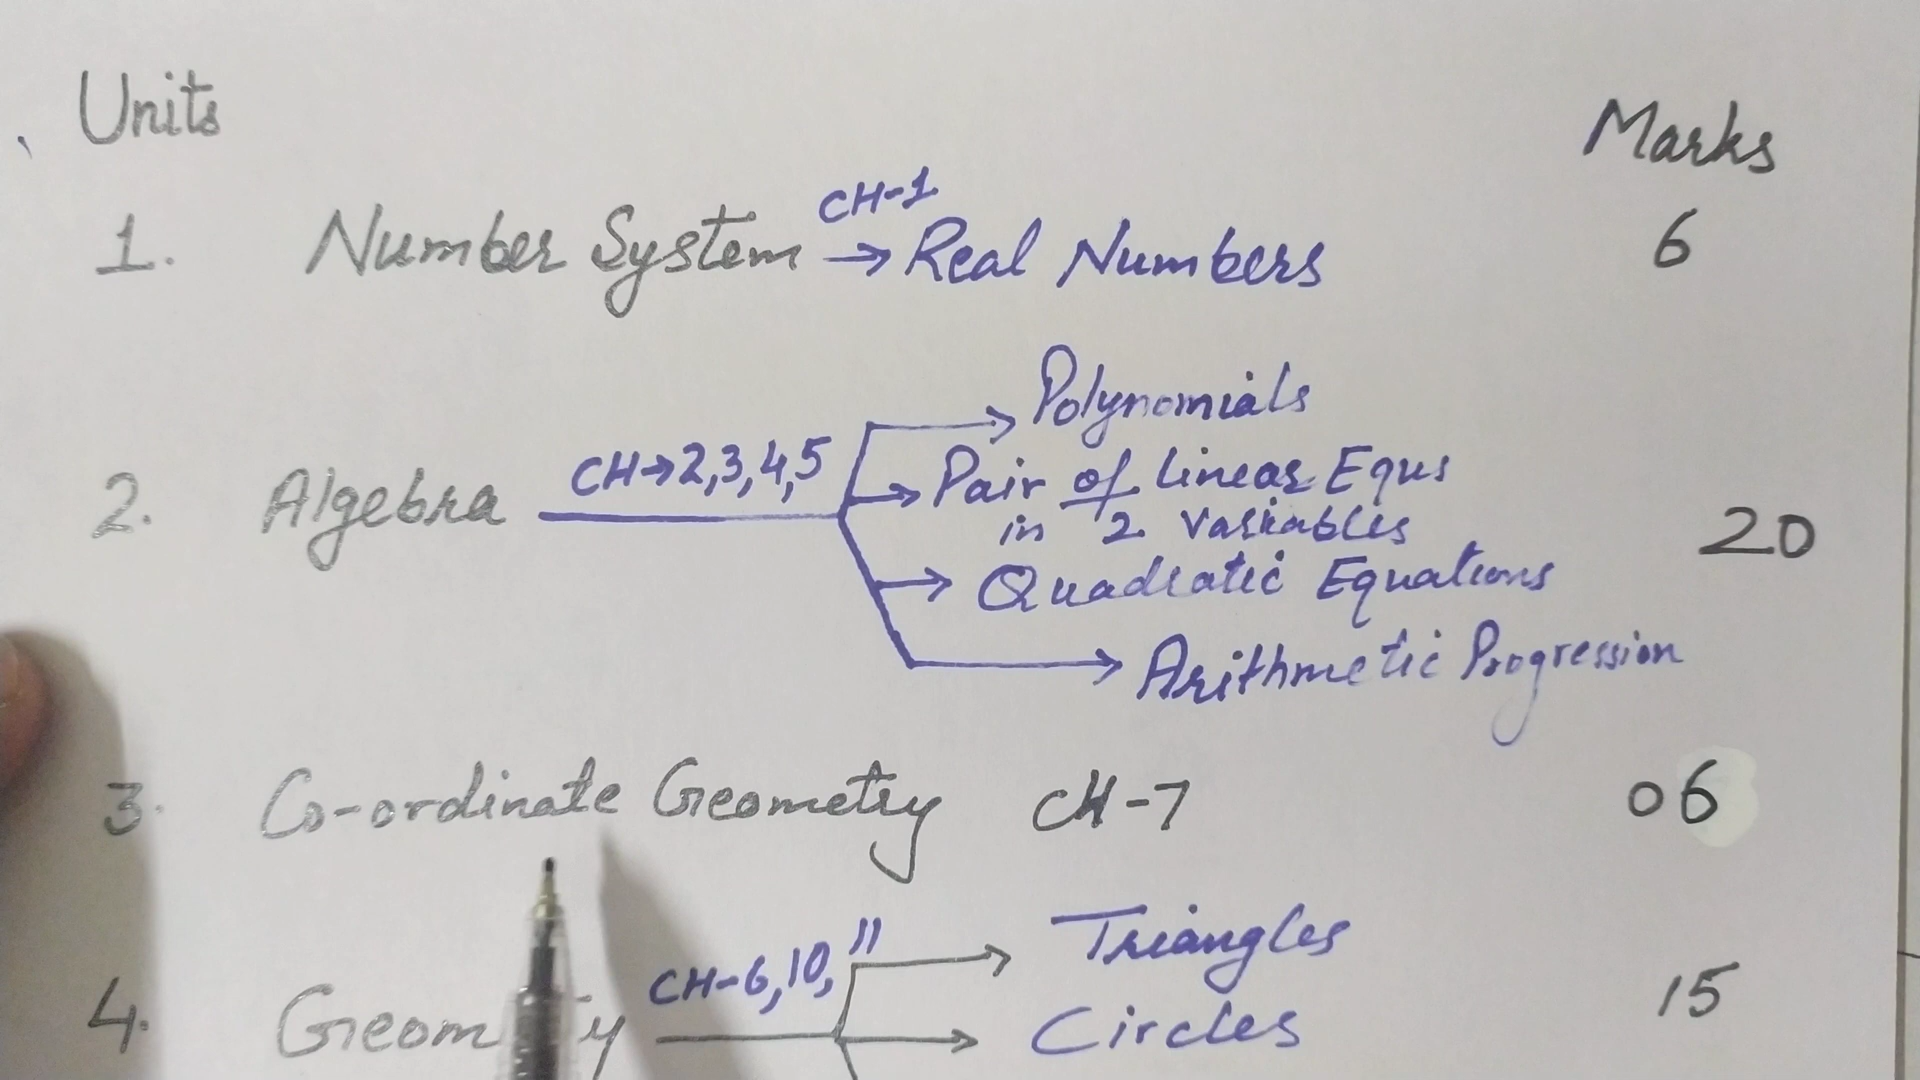 Units
Marks
1. Number System CH-1 → Real Numbers 6
2. Algebra CH→2,3,4,5 20
→ Polynomials
→ Pair of linear Equs
in 2 variables
→ Quadratic Equations
→ Arithmetic Progression
3. Co-ordinate Geometry CH-7 06
4. CH-6,10,11 15
→ Triangles
→ Circles